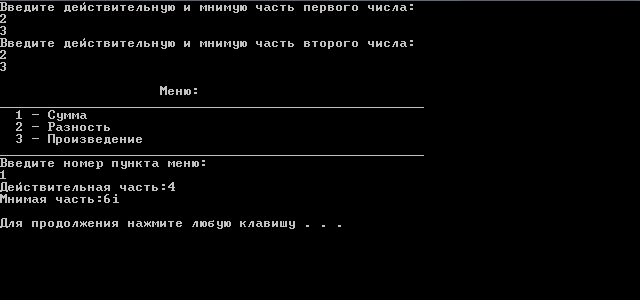 Введите действительную и мнимую часть первого числа:
2
3
Введите действительную и мнимую часть второго числа:
2
3
Меню:
1 - Сумма
2 - Разность
3 - Произведение
Введите номер пункта меню:
1
Действительная часть:4
Мнимая часть:6i
Для продолжения нажмите любую клавишу . . .